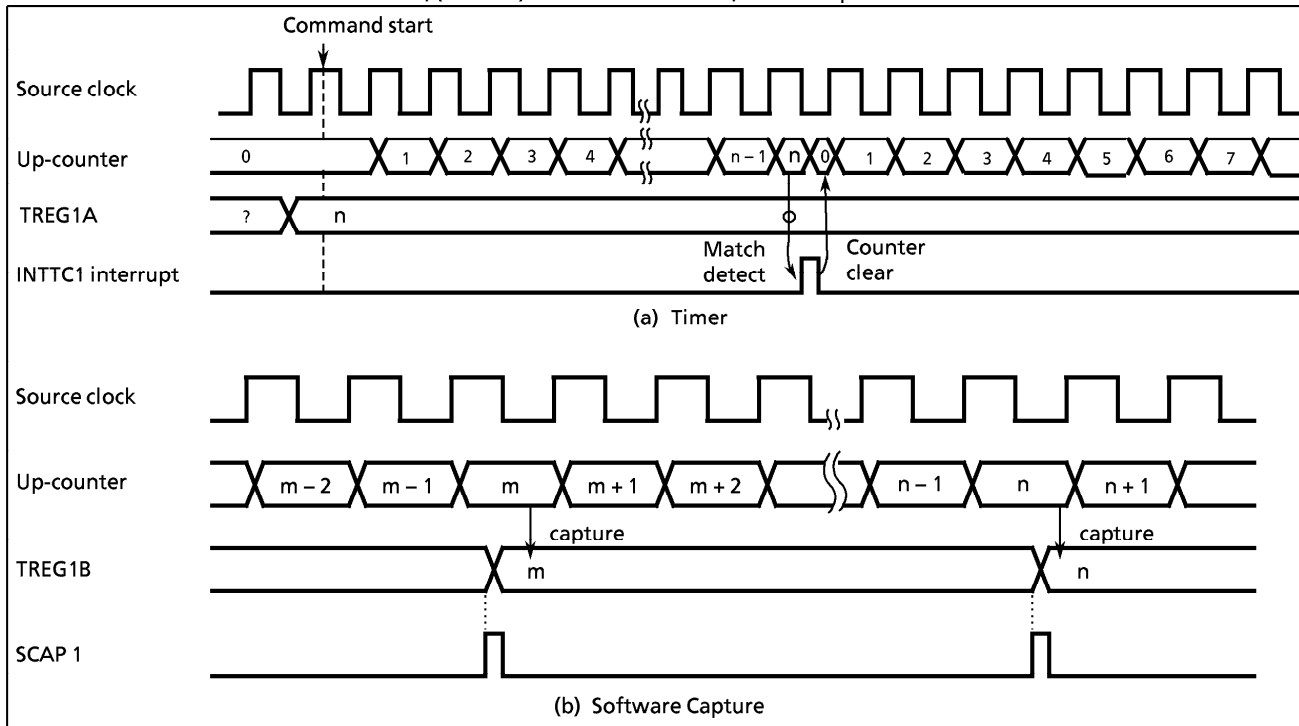 Command start
Source clock
Up-counter
0 1 2 3 4 n – 1 n 0 1 2 3 4 5 6 7
TREG1A
? n
Match detect
Counter clear
INTTC1 interrupt
(a) Timer
Source clock
Up-counter
m – 2 m – 1 m m + 1 m + 2 n – 1 n n + 1
capture capture
TREG1B
m n
SCAP 1
(b) Software Capture